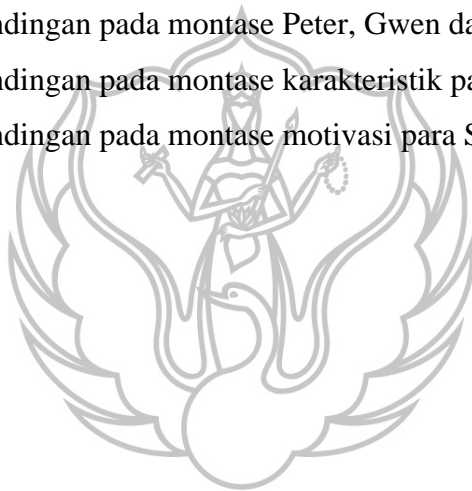 ndingan pada montase Peter, Gwen da
ndingan pada montase karakteristik pa
ndingan pada montase motivasi para S